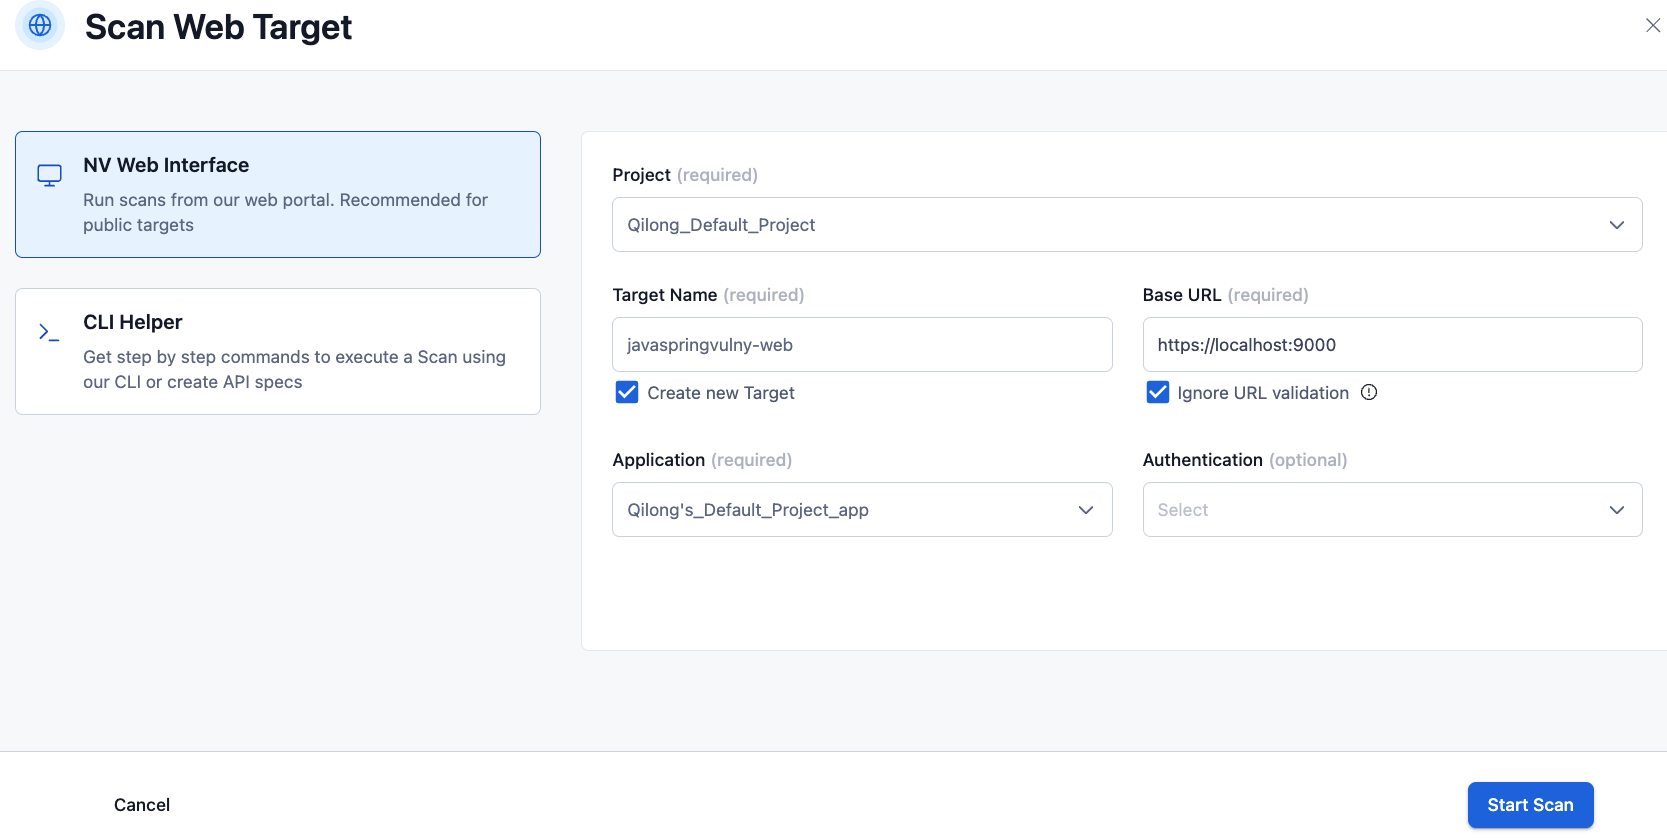 Scan Web Target
NV Web Interface
Run scans from our web portal. Recommended for
public targets
CLI Helper
Get step by step commands to execute a Scan using
our CLI or create API specs
Project (required)
Qilong_Default_Project
Target Name (required)
javaspringvulny-web
Create new Target
Base URL (required)
https://localhost:9000
Ignore URL validation
Application (required)
Qilong's_Default_Project_app
Authentication (optional)
Select
Cancel
Start Scan